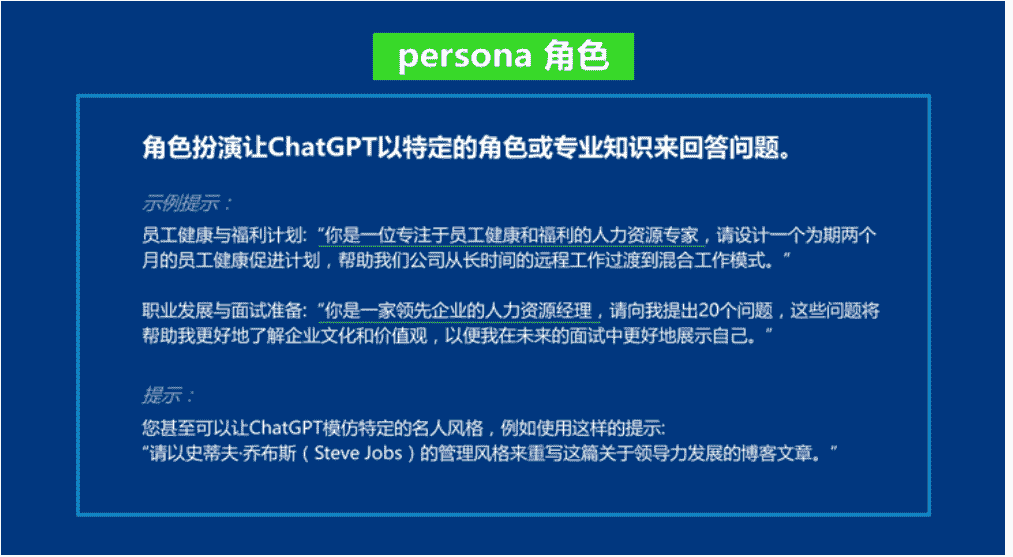 persona 角色
角色扮演让ChatGPT以特定的角色或专业知识来回答问题。
示例提示：
员工健康与福利计划: “你是一位专注于员工健康和福利的人力资源专家，请设计一个为期两个
月的员工健康促进计划，帮助我们公司从长时间的远程工作过渡到混合工作模式。”
职业发展与面试准备: “你是一家领先企业的人力资源经理，请向我提出20个问题，这些问题将
帮助我更好地了解企业文化和价值观，以便我在未来的面试中更好地展示自己。”
提示：
您甚至可以让ChatGPT模仿特定的名人风格，例如使用这样的提示:
“请以史蒂夫·乔布斯（Steve Jobs）的管理风格来重写这篇关于领导力发展的博客文章。”